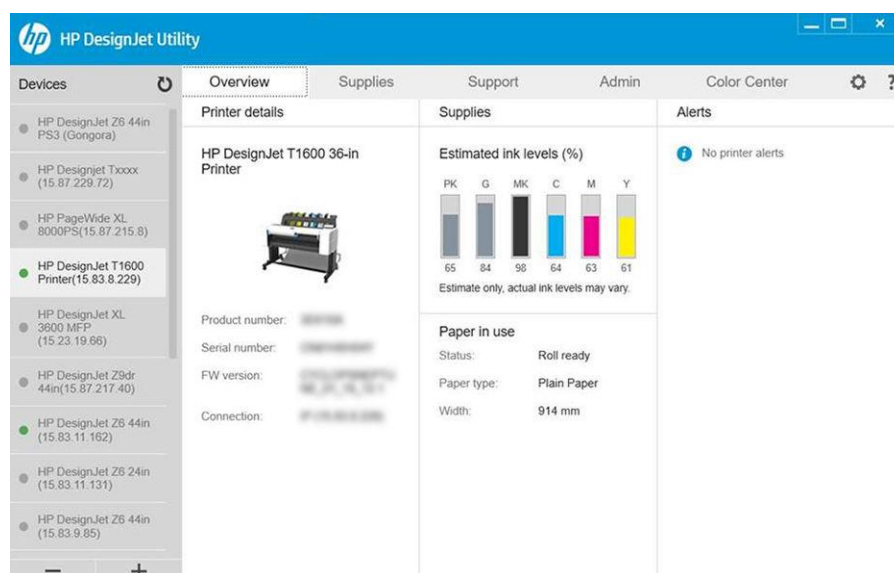 hp HP DesignJet Utility
Devices
HP DesignJet Z6 44in
PS3 (Gongora)
HP Designjet Txxxx
(15.87.229.72)
HP PageWide XL
8000PS(15.87.215.8)
HP DesignJet T1600
Printer(15.83.8.229)
HP DesignJet XL
3600 MFP
(15.23.19.66)
HP DesignJet Z9dr
44in(15.87.217.40)
HP DesignJet Z6 44in
(15.83.11.162)
HP DesignJet Z6 24in
(15.83.11.131)
HP DesignJet Z6 44in
(15.83.9.85)
Overview Supplies Support Admin Color Center ?
Printer details
HP DesignJet T1600 36-in
Printer
Product number:
Serial number:
FW version:
Connection:
Supplies
Estimated ink levels (%)
PK G MK C M Y
65 84 98 64 63 61
Estimate only, actual ink levels may vary.
Paper in use
Status: Roll ready
Paper type: Plain Paper
Width: 914 mm
Alerts
No printer alerts